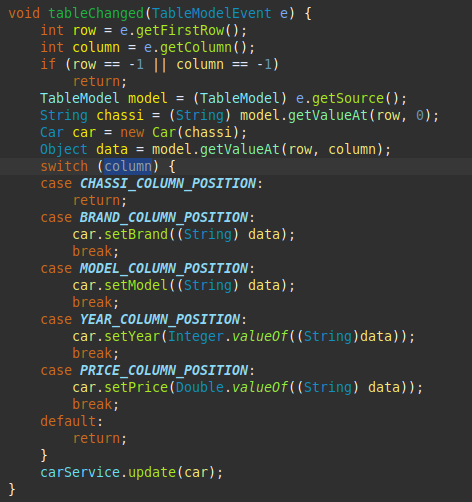 void tableChanged(TableModelEvent e) {
    int row = e.getFirstRow();
    int column = e.getColumn();
    if (row == -1 || column == -1)
        return;
    TableModel model = (TableModel) e.getSource();
    String chassi = (String) model.getValueAt(row, 0);
    Car car = new Car(chassi);
    Object data = model.getValueAt(row, column);
    switch (column) {
    case CHASSI_COLUMN_POSITION:
        return;
    case BRAND_COLUMN_POSITION:
        car.setBrand((String) data);
        break;
    case MODEL_COLUMN_POSITION:
        car.setModel((String) data);
        break;
    case YEAR_COLUMN_POSITION:
        car.setYear(Integer.valueOf((String)data));
        break;
    case PRICE_COLUMN_POSITION:
        car.setPrice(Double.valueOf((String) data));
        break;
    default:
        return;
    }
    carService.update(car);
}